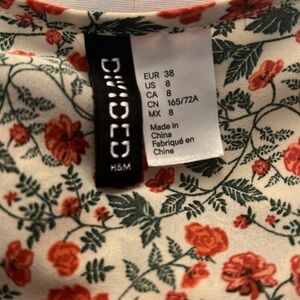 DIVIDED
H&M
EUR 38
US 8
CA 8
CN 165/72A
MX 8
Made in
China
Fabriqué en
Chine